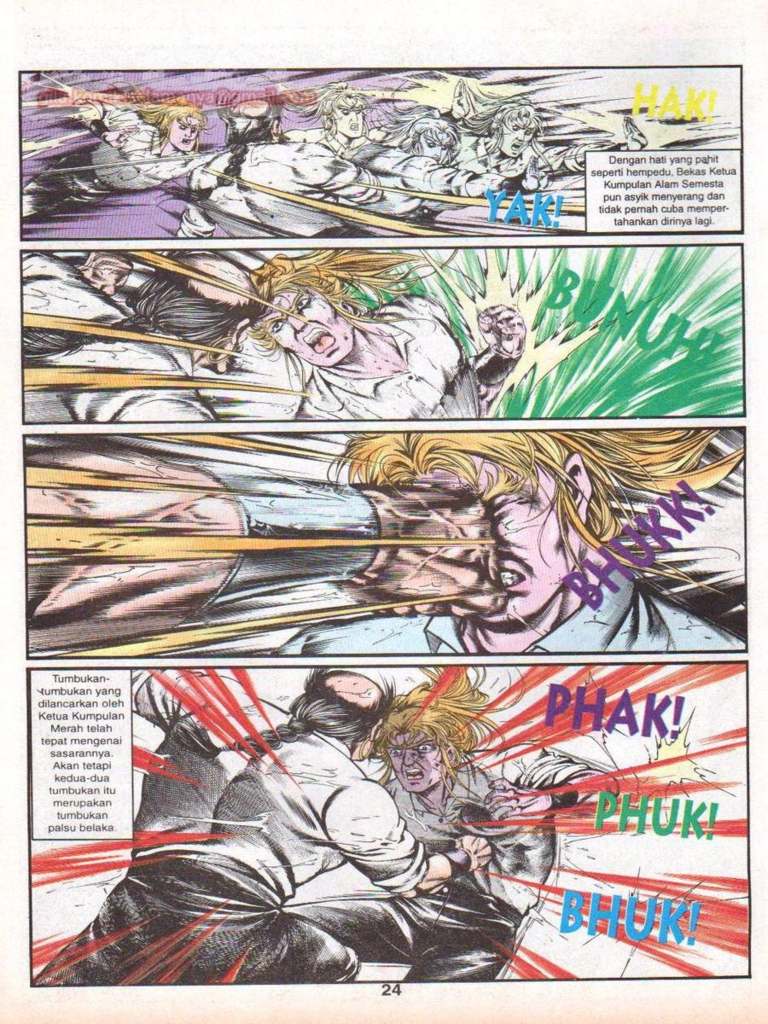 HAK!
Dengan hati yang pahit
seperti hempedu, Bekas Ketua
Kumpulan Alam Semesta
pun asyik menyerang dan
tidak pernah cuba memper-
tahankan dirinya lagi.
YAK!
BUNUH!
BHUKK!
Tumbukan-
tumbukan yang
dilancarkan oleh
Ketua Kumpulan
Merah telah
tepat mengenai
sasarannya.
Akan tetapi
kedua-dua
tumbukan itu
merupakan
tumbukan
palsu belaka.
PHAK!
PHUK!
BHUK!
24